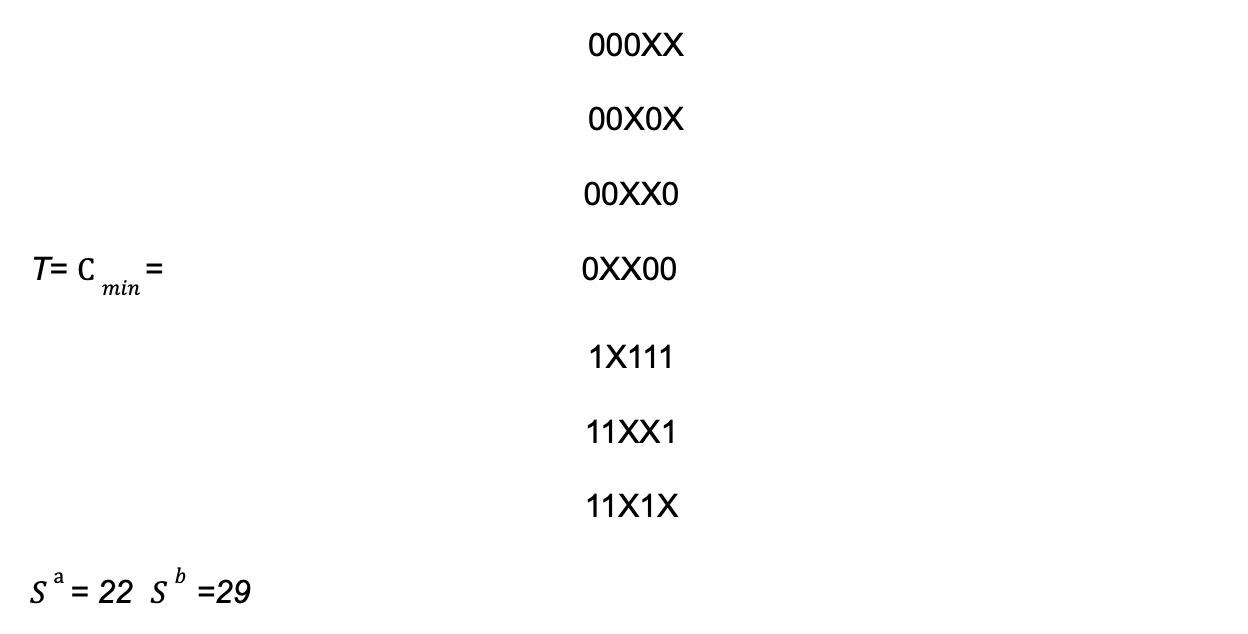 000XX
00X0X
00XX0
T= C min = 0XX00
1X111
11XX1
11X1X
S a = 22 S b =29